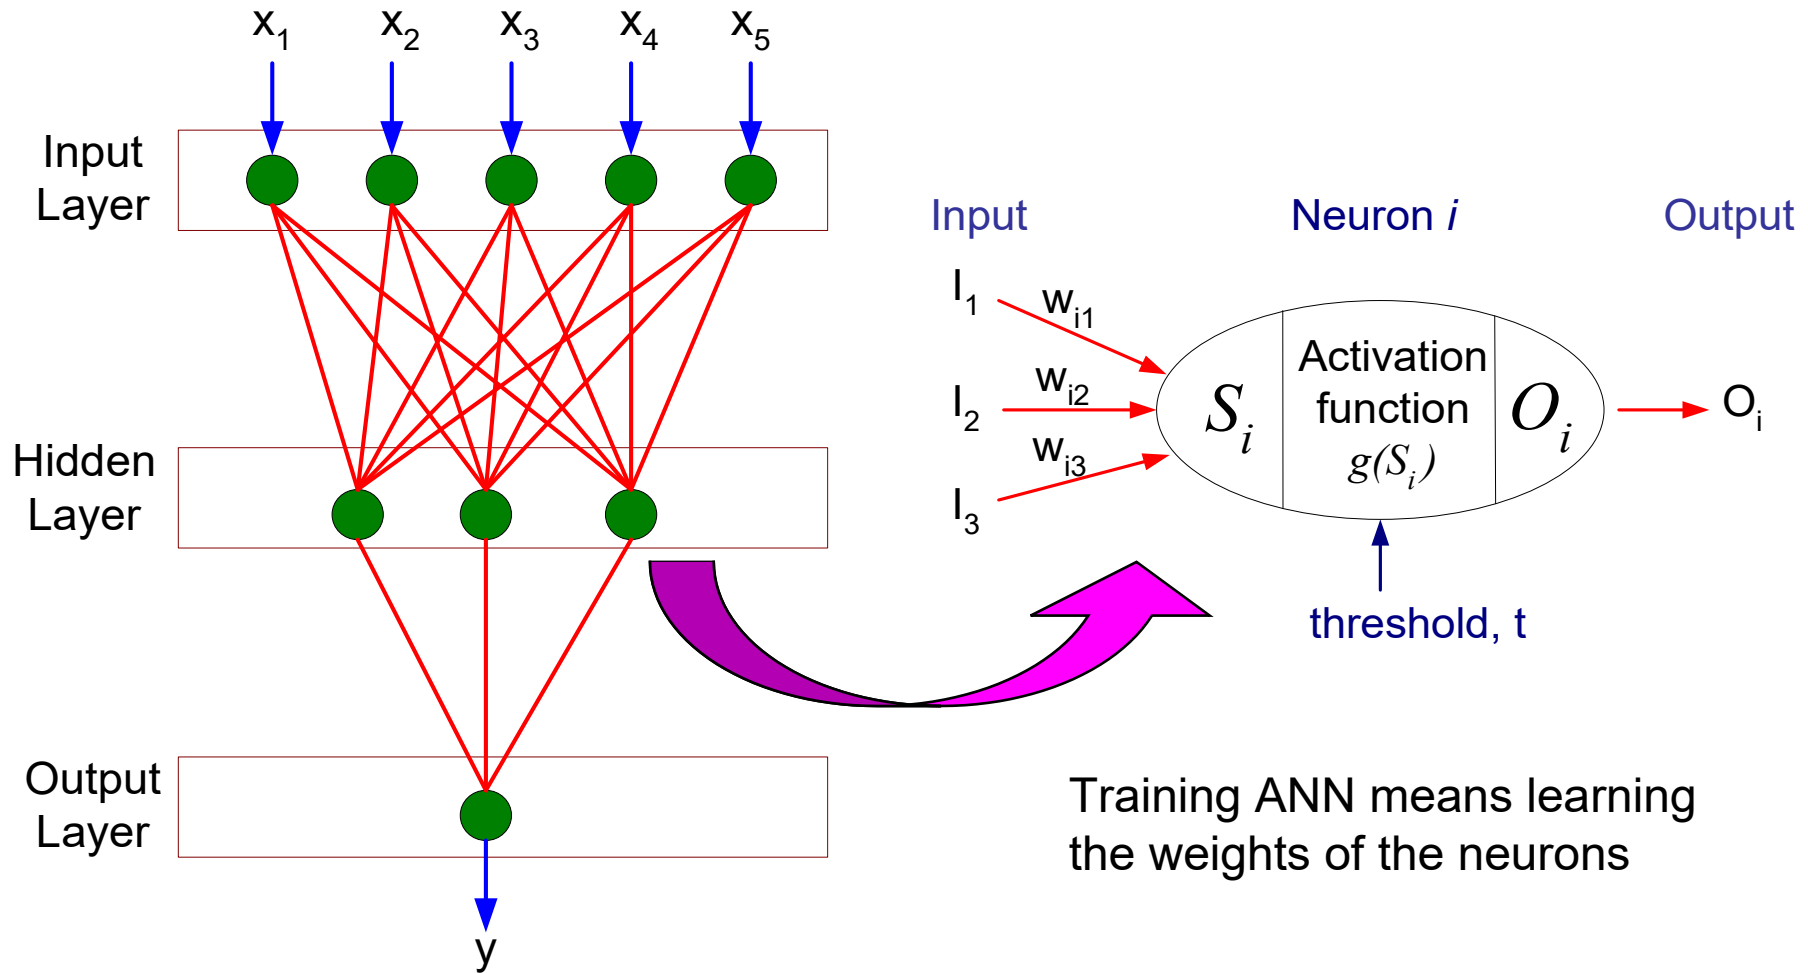 x1 x2 x3 x4 x5
Input
Layer
Hidden
Layer
Output
Layer
y
Input Neuron i Output
I1 wi1
I2 wi2
I3 wi3
Si
Activation
function
g(Si)
Oi
Oi
threshold, t
Training ANN means learning
the weights of the neurons